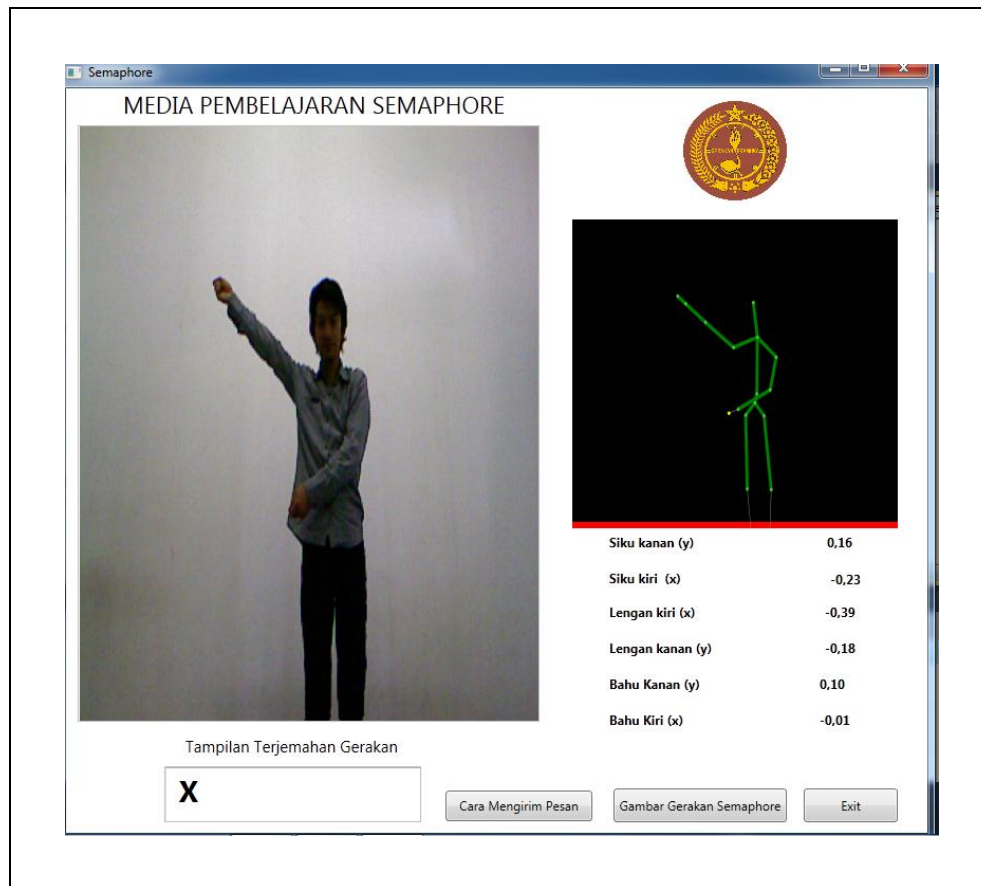 Semaphore
MEDIA PEMBELAJARAN SEMAPHORE
Siku kanan (y) 0,16
Siku kiri (x) -0,23
Lengan kiri (x) -0,39
Lengan kanan (y) -0,18
Bahu Kanan (y) 0,10
Bahu Kiri (x) -0,01
Tampilan Terjemahan Gerakan
X
Cara Mengirim Pesan Gambar Gerakan Semaphore Exit